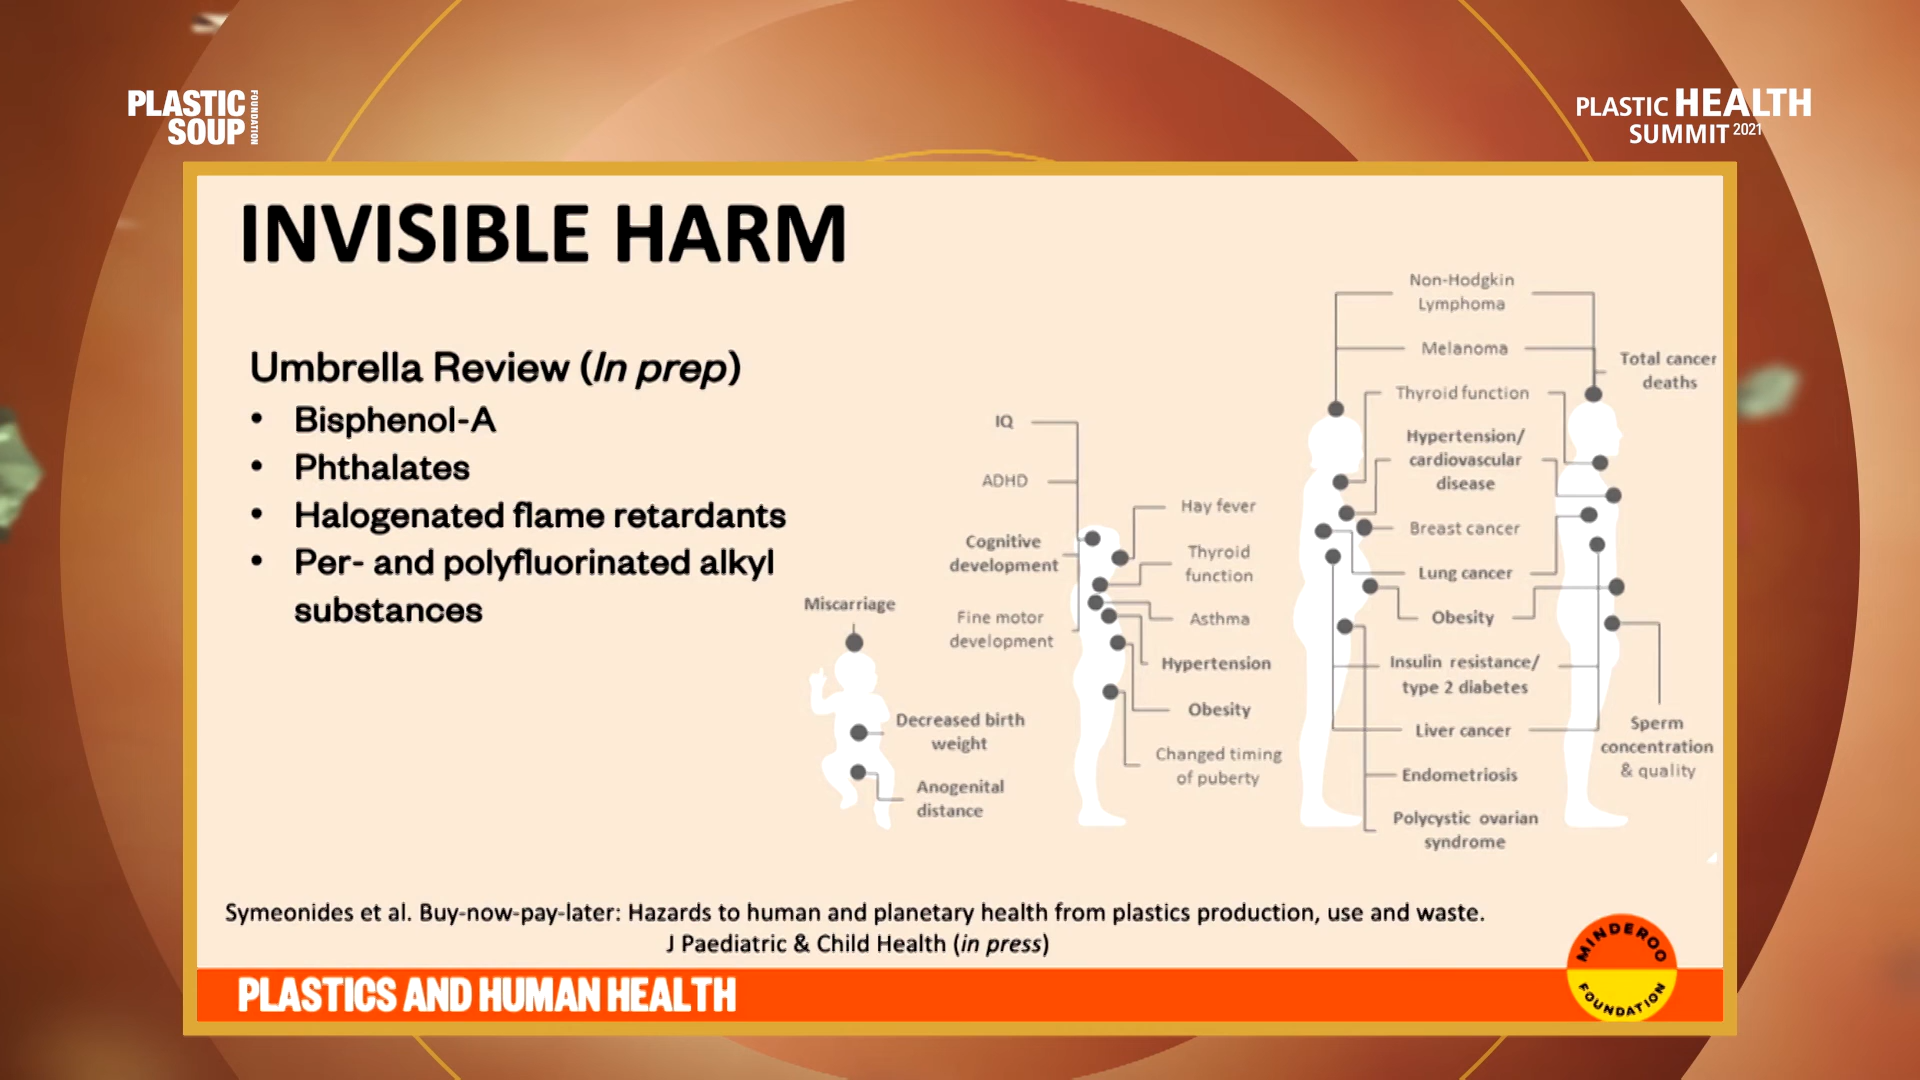 PLASTIC
SOUP
FOUNDATION
PLASTIC HEALTH
SUMMIT 2021
INVISIBLE HARM
Umbrella Review (In prep)
• Bisphenol-A
• Phthalates
• Halogenated flame retardants
• Per- and polyfluorinated alkyl
substances
Miscarriage
Decreased birth
weight
Anogenital
distance
IQ
ADHD
Cognitive
development
Fine motor
development
Hay fever
Thyroid
function
Asthma
Hypertension
Obesity
Changed timing
of puberty
Non-Hodgkin
Lymphoma
Melanoma
Thyroid function
Hypertension/
cardiovascular
disease
Breast cancer
Lung cancer
Obesity
Insulin resistance/
type 2 diabetes
Liver cancer
Endometriosis
Polycystic ovarian
syndrome
Total cancer
deaths
Sperm
concentration
& quality
Symeonides et al. Buy-now-pay-later: Hazards to human and planetary health from plastics production, use and waste.
J Paediatric & Child Health (in press)
PLASTICS AND HUMAN HEALTH
MINDEROO
FOUNDATION